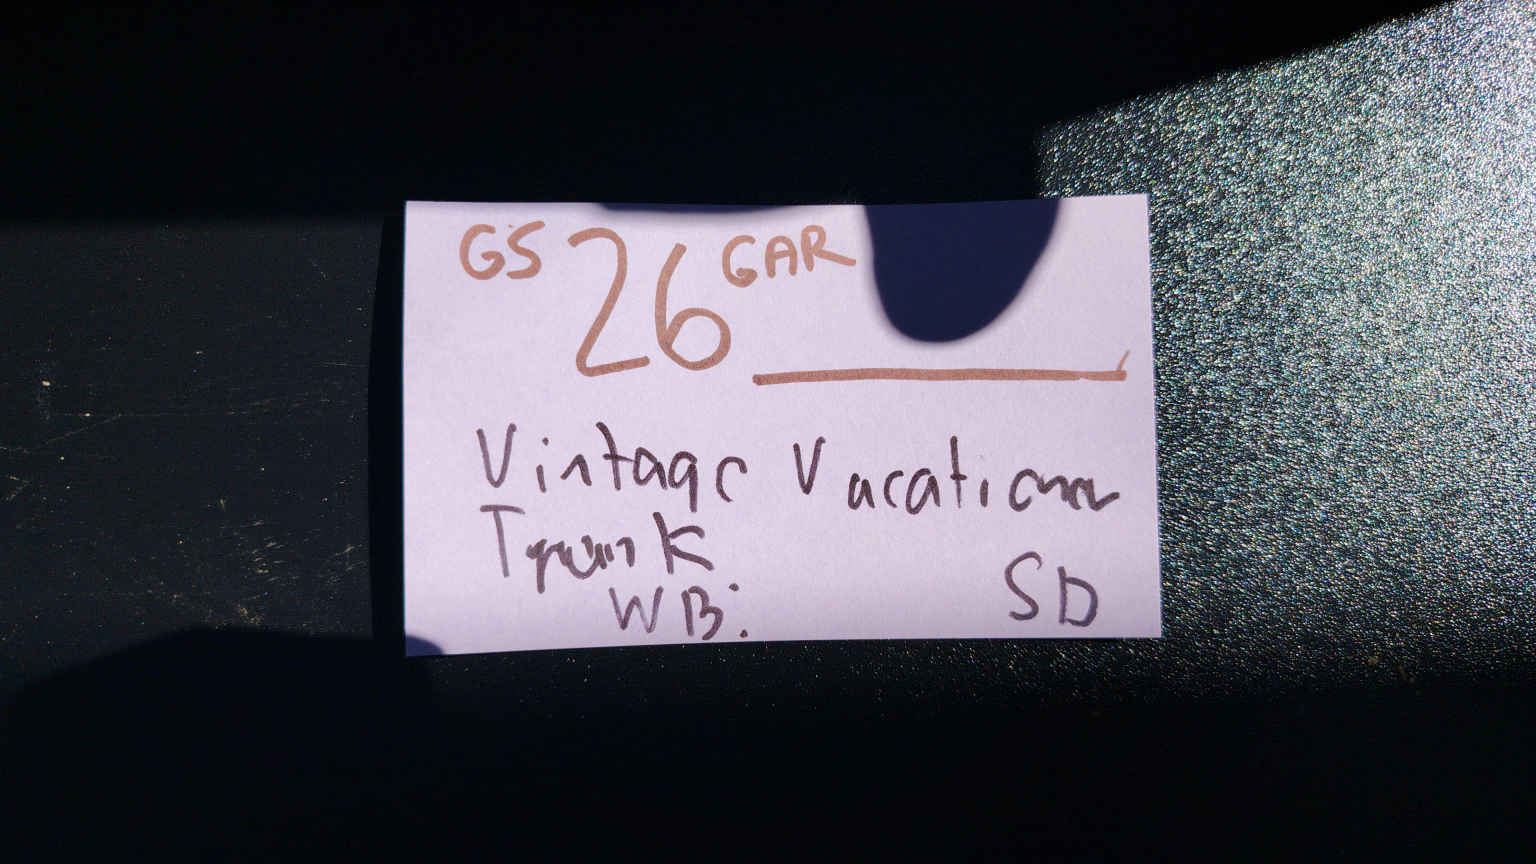 GS 26 GAR
Vintage Vacation
Trunk
WB: SD